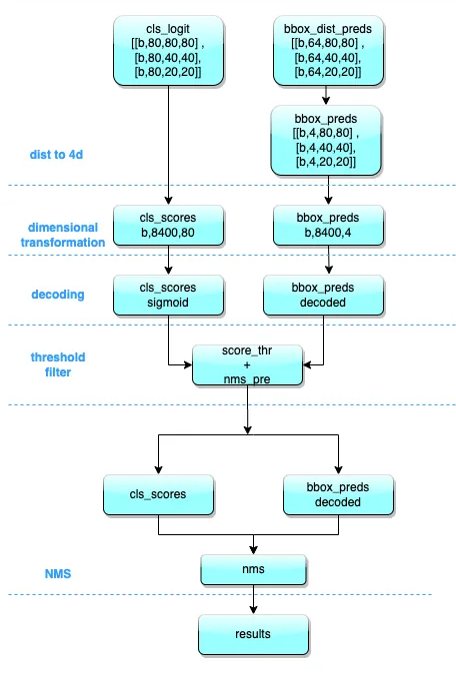 cls_logit
[[b,80,80,80] ,
[b,80,40,40],
[b,80,20,20]]
bbox_dist_preds
[[b,64,80,80] ,
[b,64,40,40],
[b,64,20,20]]
bbox_preds
[[b,4,80,80] ,
[b,4,40,40],
[b,4,20,20]]
dist to 4d
dimensional
transformation
cls_scores
b,8400,80
bbox_preds
b,8400,4
decoding
cls_scores
sigmoid
bbox_preds
decoded
threshold
filter
score_thr
+
nms_pre
cls_scores
bbox_preds
decoded
NMS
nms
results